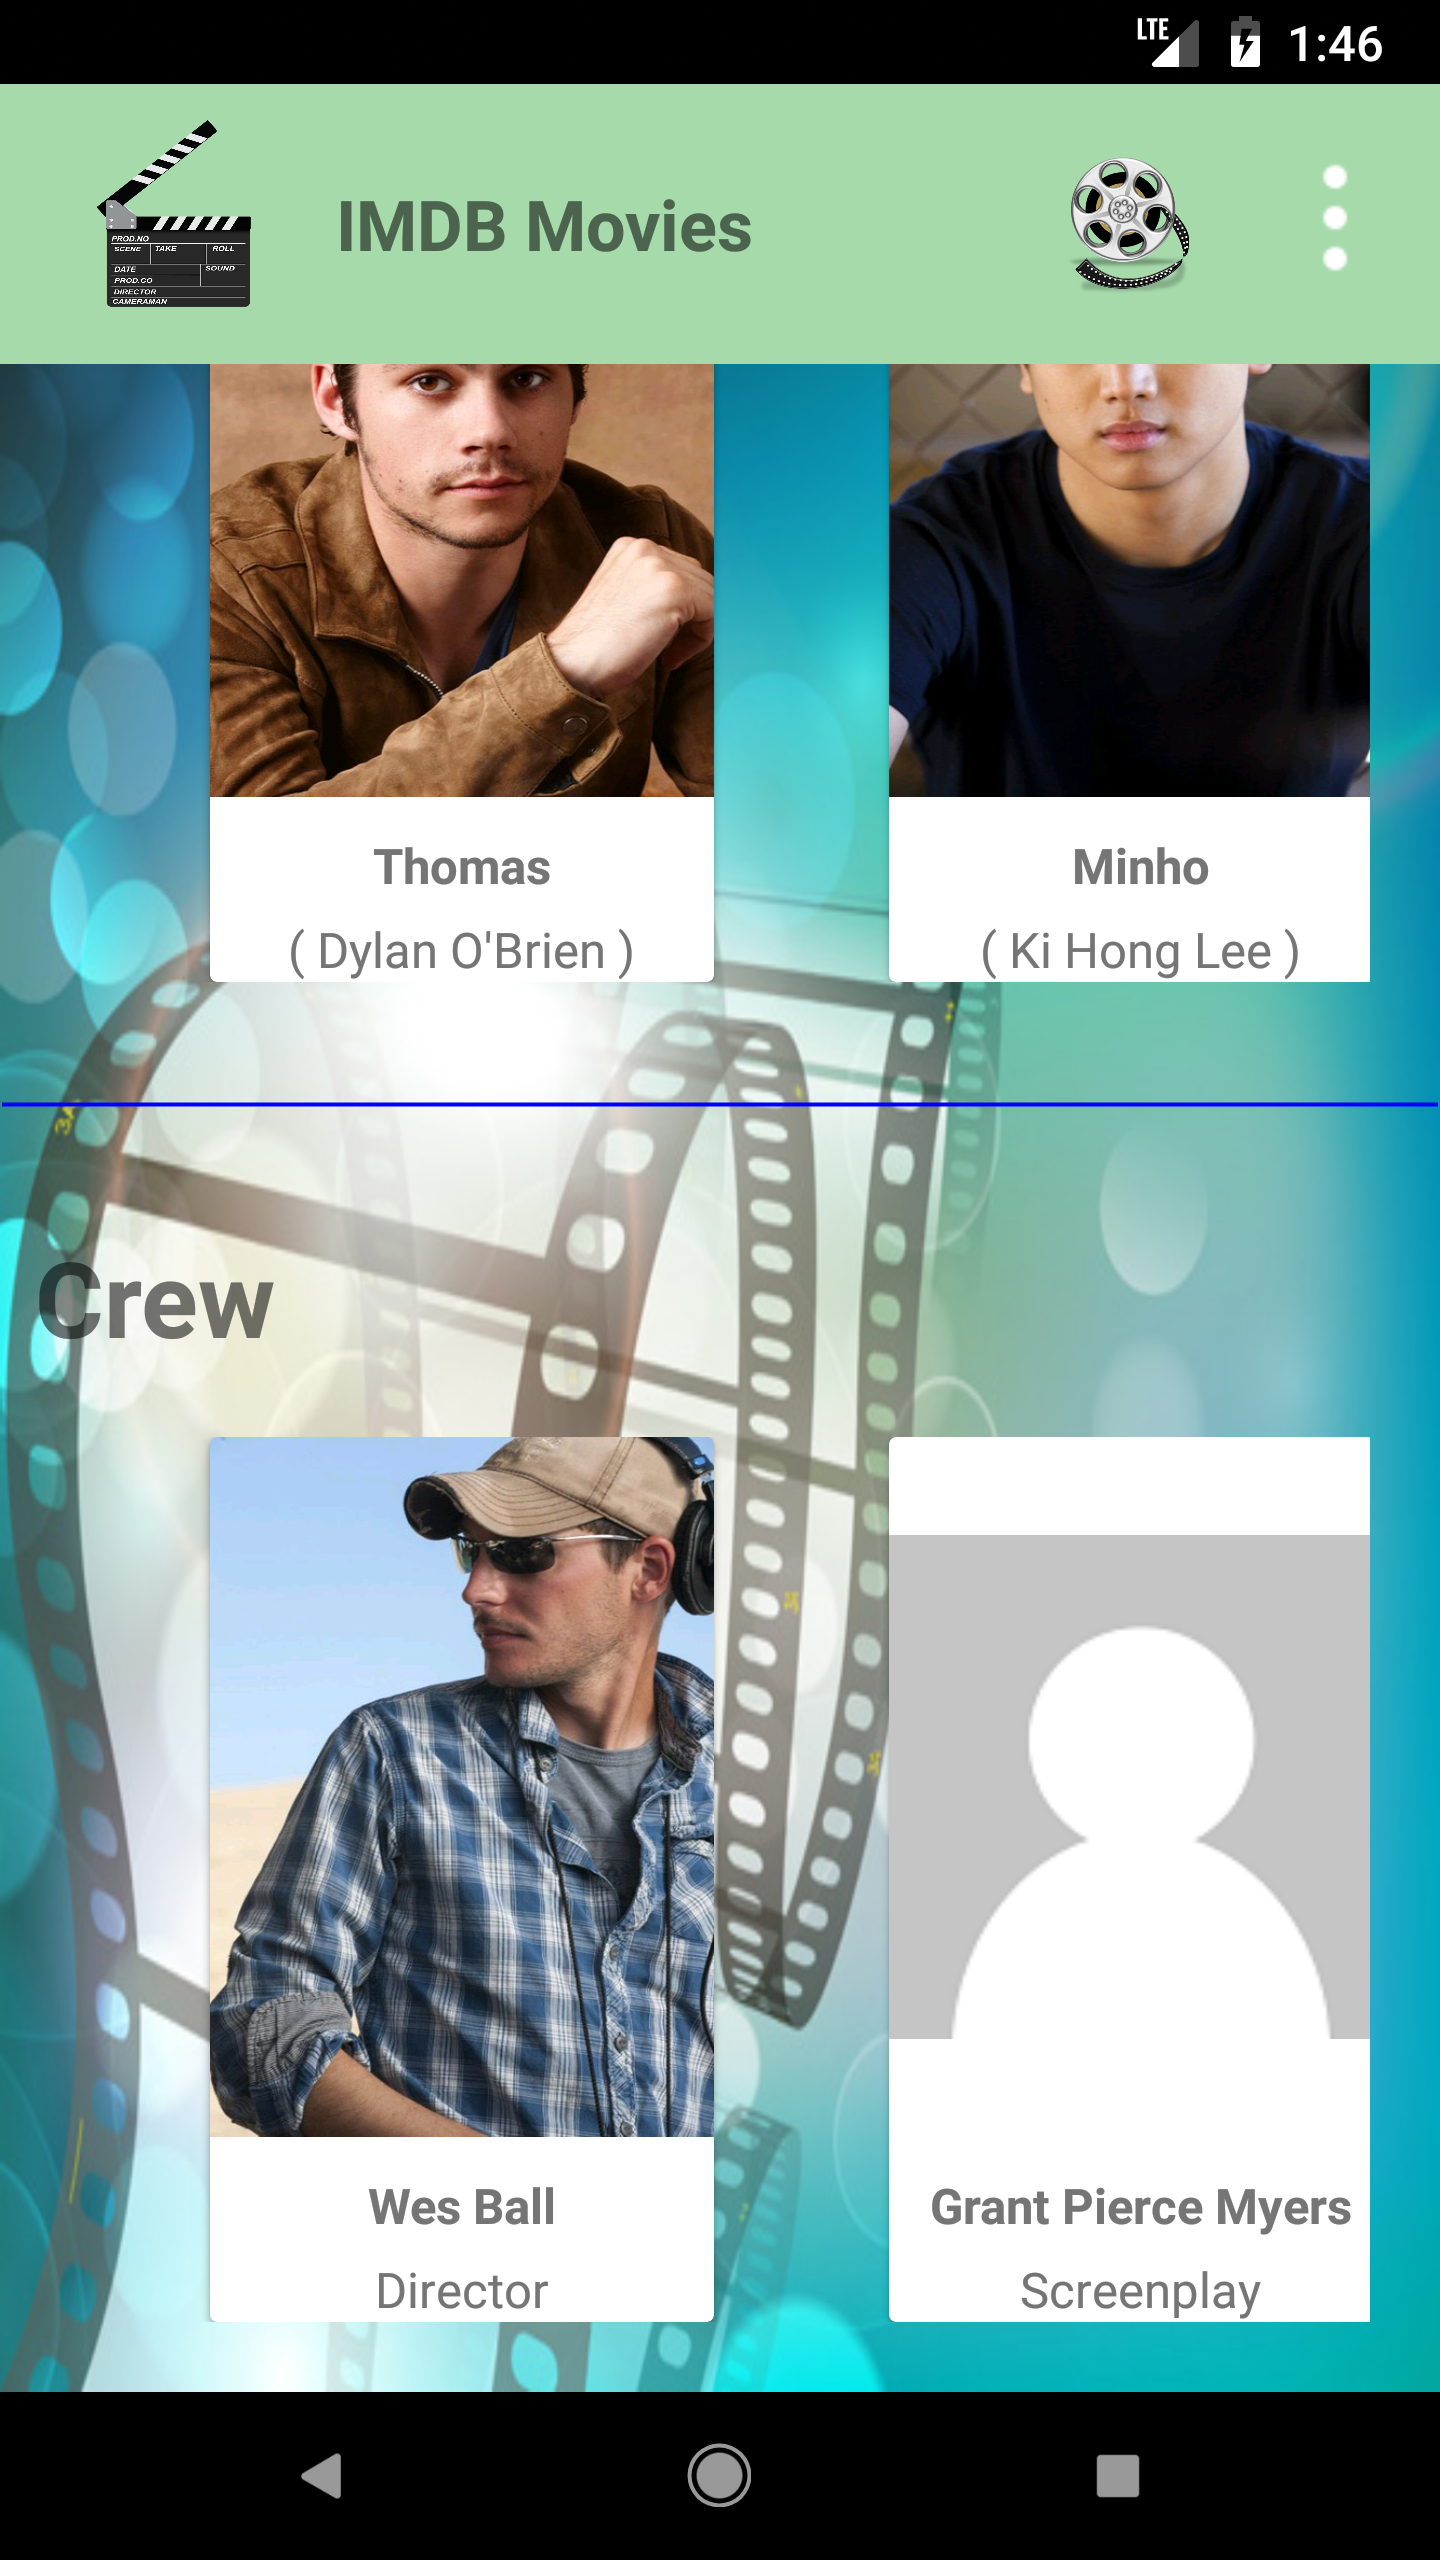 LTE 1:46
PROD.NO
SCENE TAKE ROLL
DATE SOUND
PROD.CO
DIRECTOR
CAMERAMAN
IMDB Movies
Thomas
( Dylan O'Brien )
Minho
( Ki Hong Lee )
Crew
Wes Ball
Director
Grant Pierce Myers
Screenplay